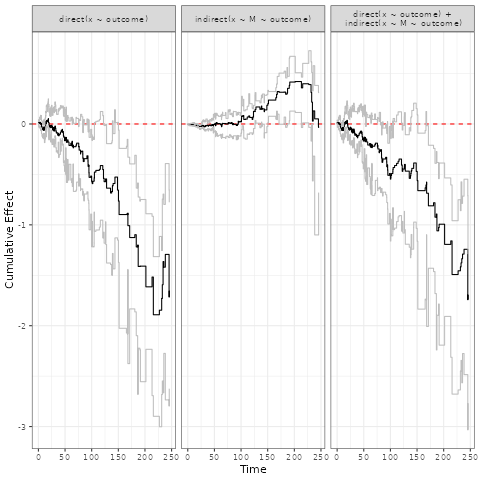 direct(x ~ outcome)
indirect(x ~ M ~ outcome)
direct(x ~ outcome) +
indirect(x ~ M ~ outcome)
Cumulative Effect
0
-1
-2
-3
0 50 100 150 200 250
0 50 100 150 200 250
0 50 100 150 200 250
Time